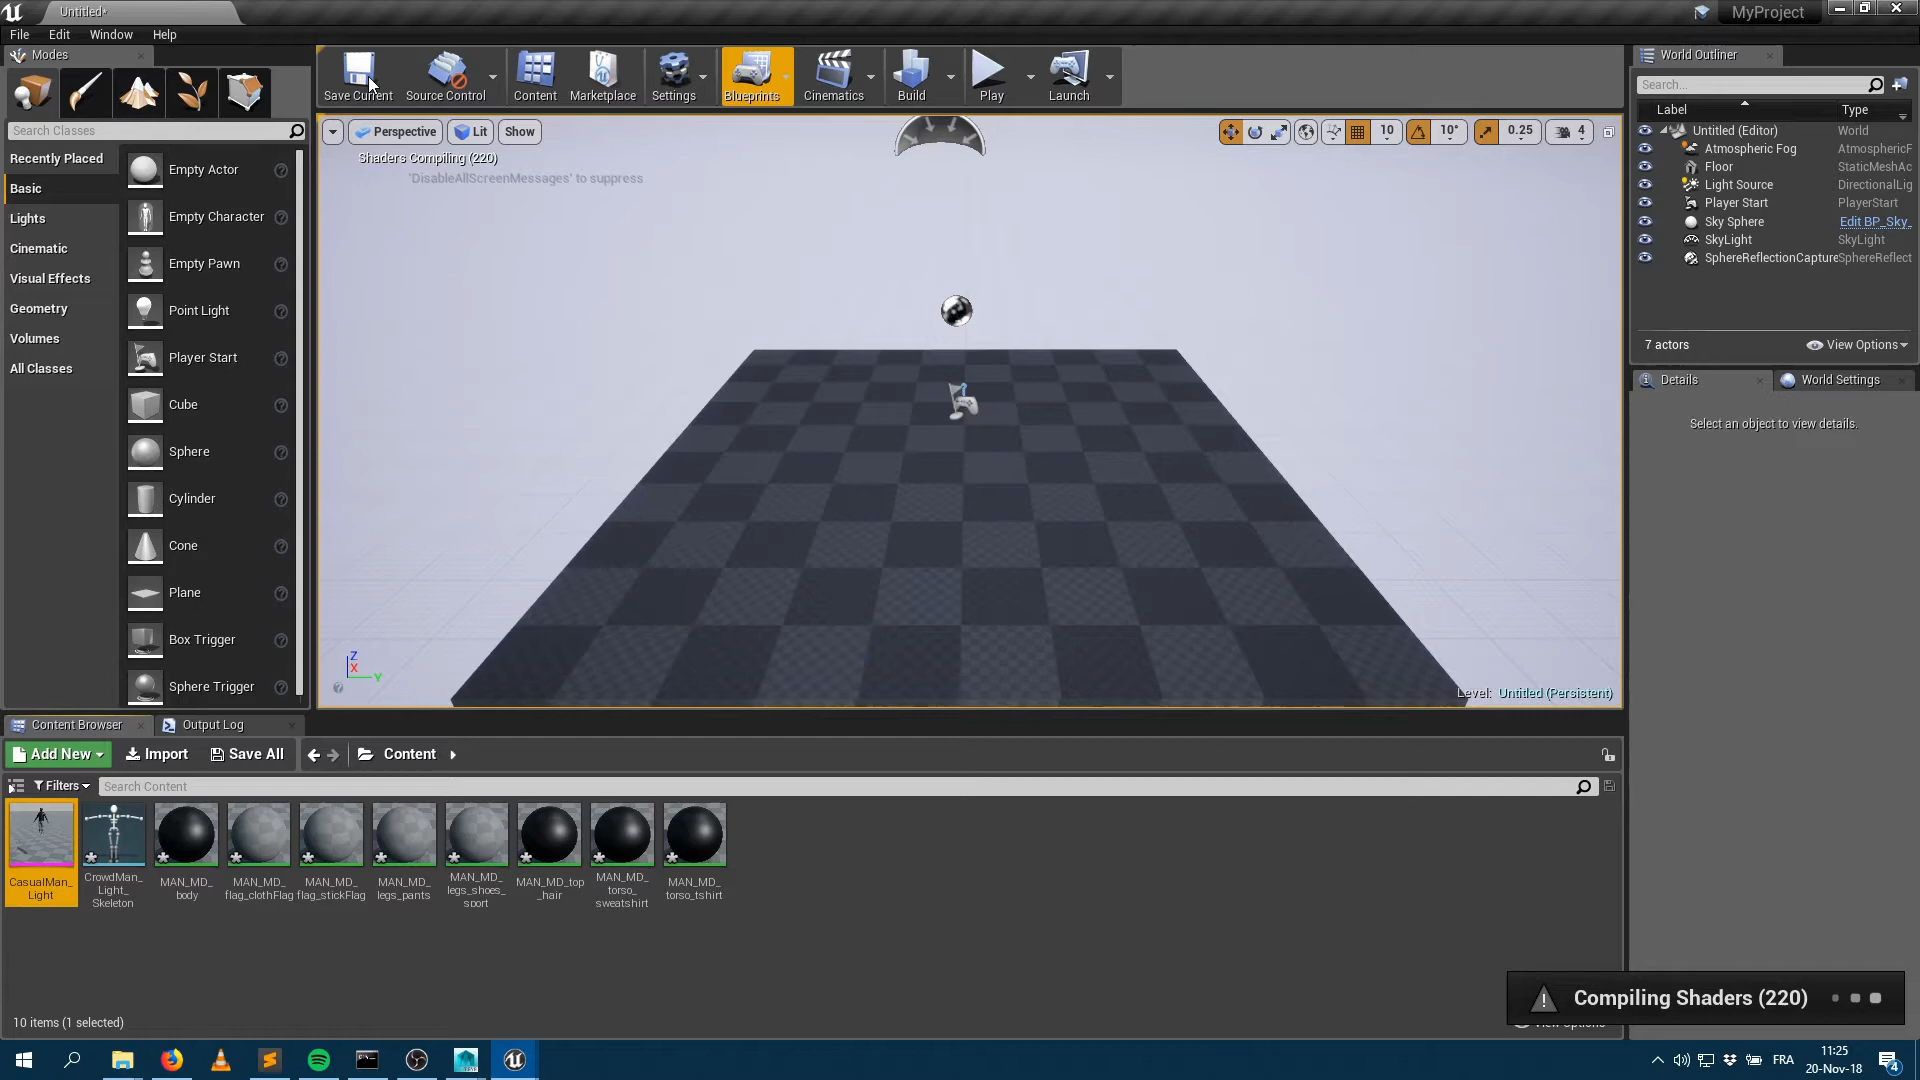 Untitled*
MyProject
File Edit Window Help
Modes
Search Classes
Recently Placed
Basic
Lights
Cinematic
Visual Effects
Geometry
Volumes
All Classes
Empty Actor
Empty Character
Empty Pawn
Point Light
Player Start
Cube
Sphere
Cylinder
Cone
Plane
Box Trigger
Sphere Trigger
Save Current
Source Control
Content
Marketplace
Settings
Blueprints
Cinematics
Build
Play
Launch
Perspective
Lit
Show
10
10°
0.25
4
Shaders Compiling (220)
'DisableAllScreenMessages' to suppress
Z
X
Y
Level: Untitled (Persistent)
World Outliner
Search...
Label Type
Untitled (Editor) World
Atmospheric Fog AtmosphericF
Floor StaticMeshAc
Light Source DirectionalLig
Player Start PlayerStart
Sky Sphere Edit BP_Sky_
SkyLight SkyLight
SphereReflectionCapture SphereReflect
7 actors
View Options
Details
World Settings
Select an object to view details.
Content Browser
Output Log
Add New
Import
Save All
Content
Filters
Search Content
CasualMan_
Light
CrowdMan_
Light_
Skeleton
MAN_MD_
body
MAN_MD_
flag_clothFlag
MAN_MD_
flag_stickFlag
MAN_MD_
legs_pants
MAN_MD_
legs_shoes_
sport
MAN_MD_top
_hair
MAN_MD_
torso_
sweatshirt
MAN_MD_
torso_tshirt
10 items (1 selected)
View Options
Compiling Shaders (220)
FRA
11:25
20-Nov-18
4